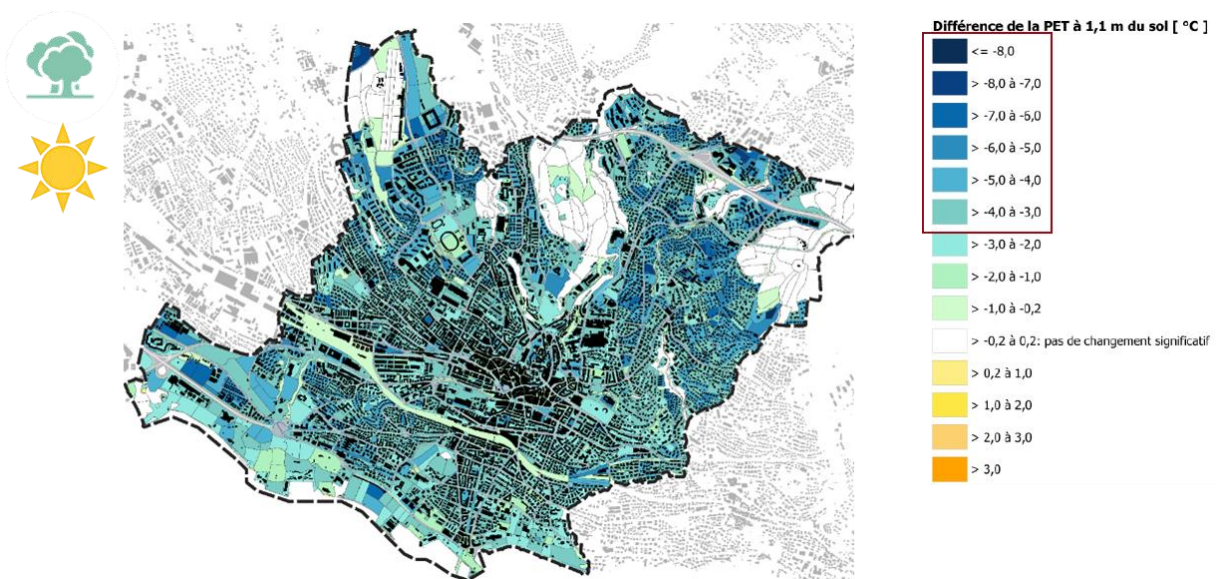 Différence de la PET à 1,1 m du sol [ °C ]
<= -8,0
> -8,0 à -7,0
> -7,0 à -6,0
> -6,0 à -5,0
> -5,0 à -4,0
> -4,0 à -3,0
> -3,0 à -2,0
> -2,0 à -1,0
> -1,0 à -0,2
> -0,2 à 0,2: pas de changement significatif
> 0,2 à 1,0
> 1,0 à 2,0
> 2,0 à 3,0
> 3,0